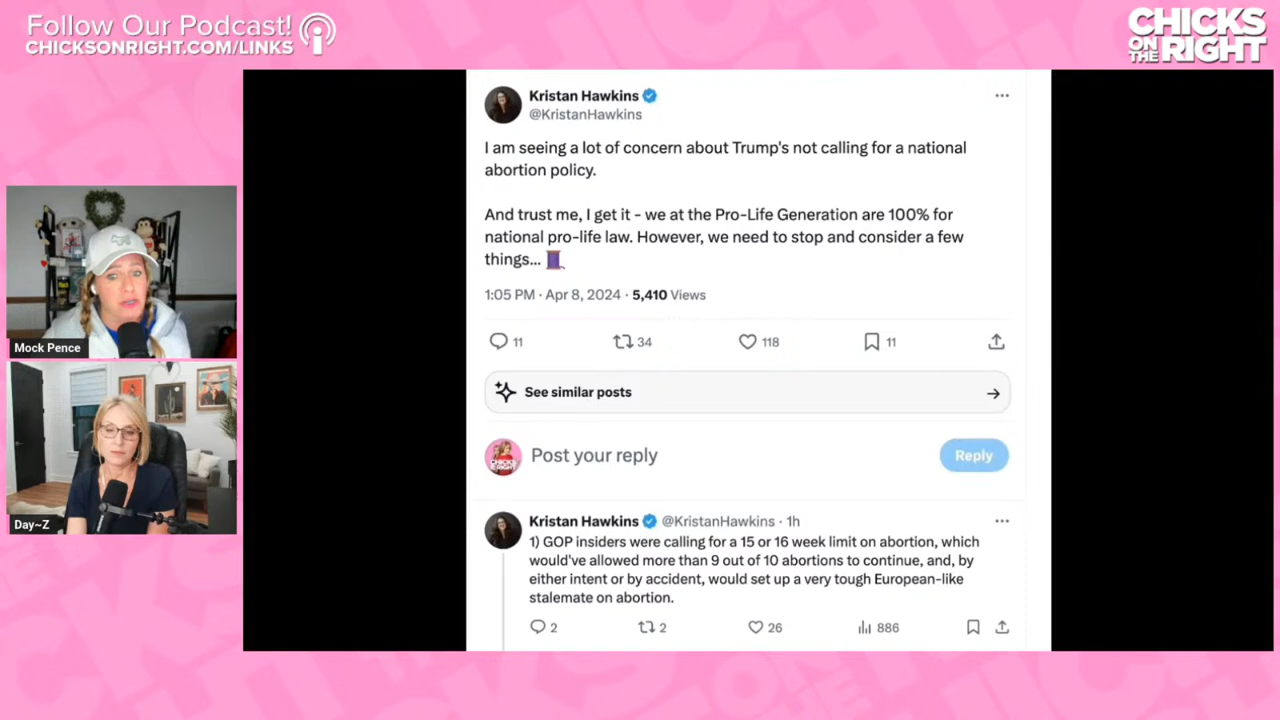 Follow Our Podcast!
CHICKSONRIGHT.COM/LINKS
CHICKS
ON THE RIGHT
Kristan Hawkins
@KristanHawkins
I am seeing a lot of concern about Trump's not calling for a national
abortion policy.
And trust me, I get it - we at the Pro-Life Generation are 100% for
national pro-life law. However, we need to stop and consider a few
things...
1:05 PM · Apr 8, 2024 · 5,410 Views
11 34 118 11
See similar posts
Post your reply
Reply
Kristan Hawkins @KristanHawkins · 1h
1) GOP insiders were calling for a 15 or 16 week limit on abortion, which
would've allowed more than 9 out of 10 abortions to continue, and, by
either intent or by accident, would set up a very tough European-like
stalemate on abortion.
2 2 26 886
Mock Pence
Day~Z